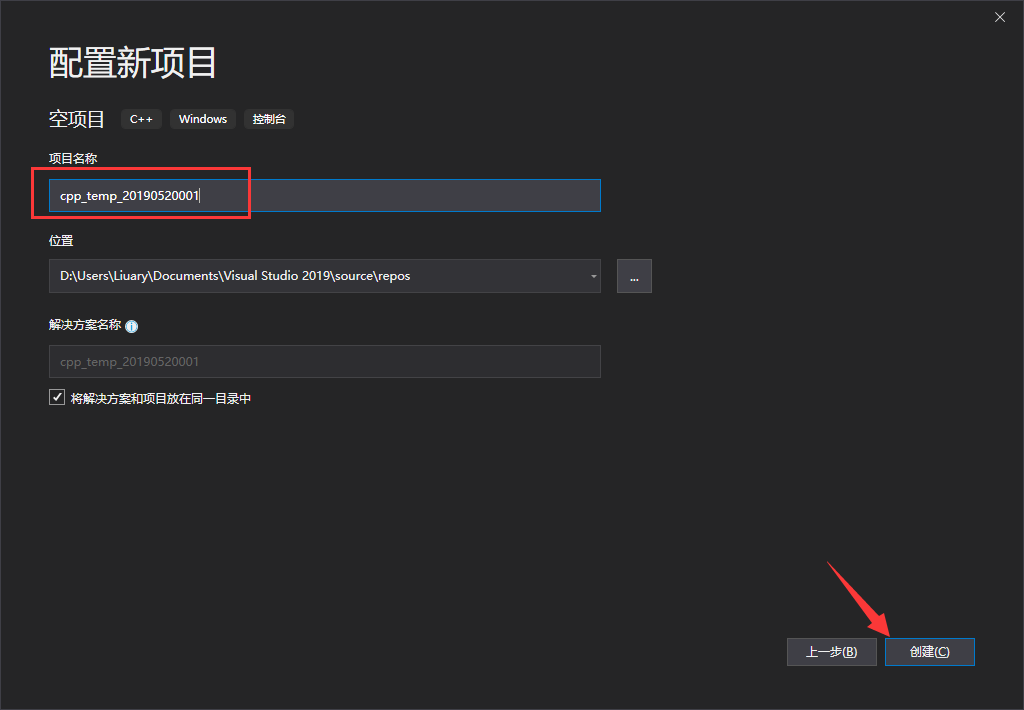 配置新项目
空项目 C++ Windows 控制台
项目名称
cpp_temp_20190520001
位置
D:\Users\Liuary\Documents\Visual Studio 2019\source\repos
...
解决方案名称
cpp_temp_20190520001
将解决方案和项目放在同一目录中
上一步(B) 创建(C)